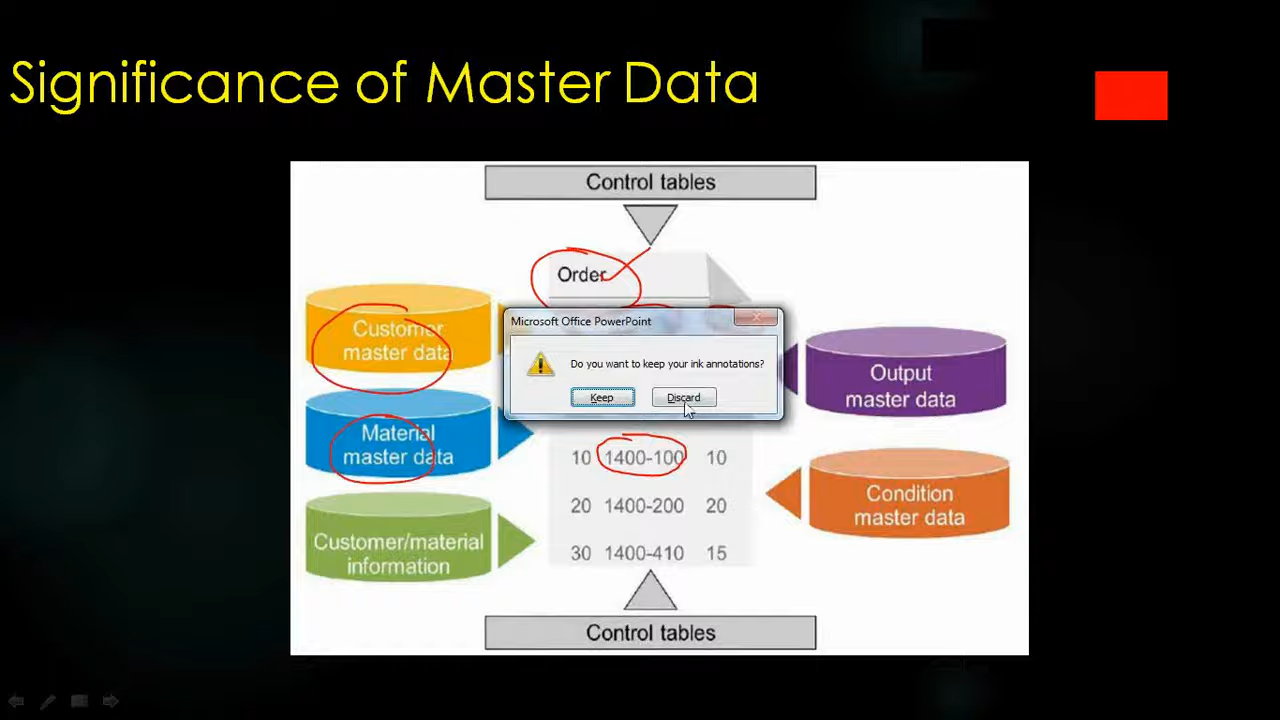 Significance of Master Data
Control tables
Order
Customer
master data
Microsoft Office PowerPoint
Do you want to keep your ink annotations?
Keep
Discard
Output
master data
Material
master data
10 1400-100 10
20 1400-200 20
30 1400-410 15
Condition
master data
Customer/material
information
Control tables